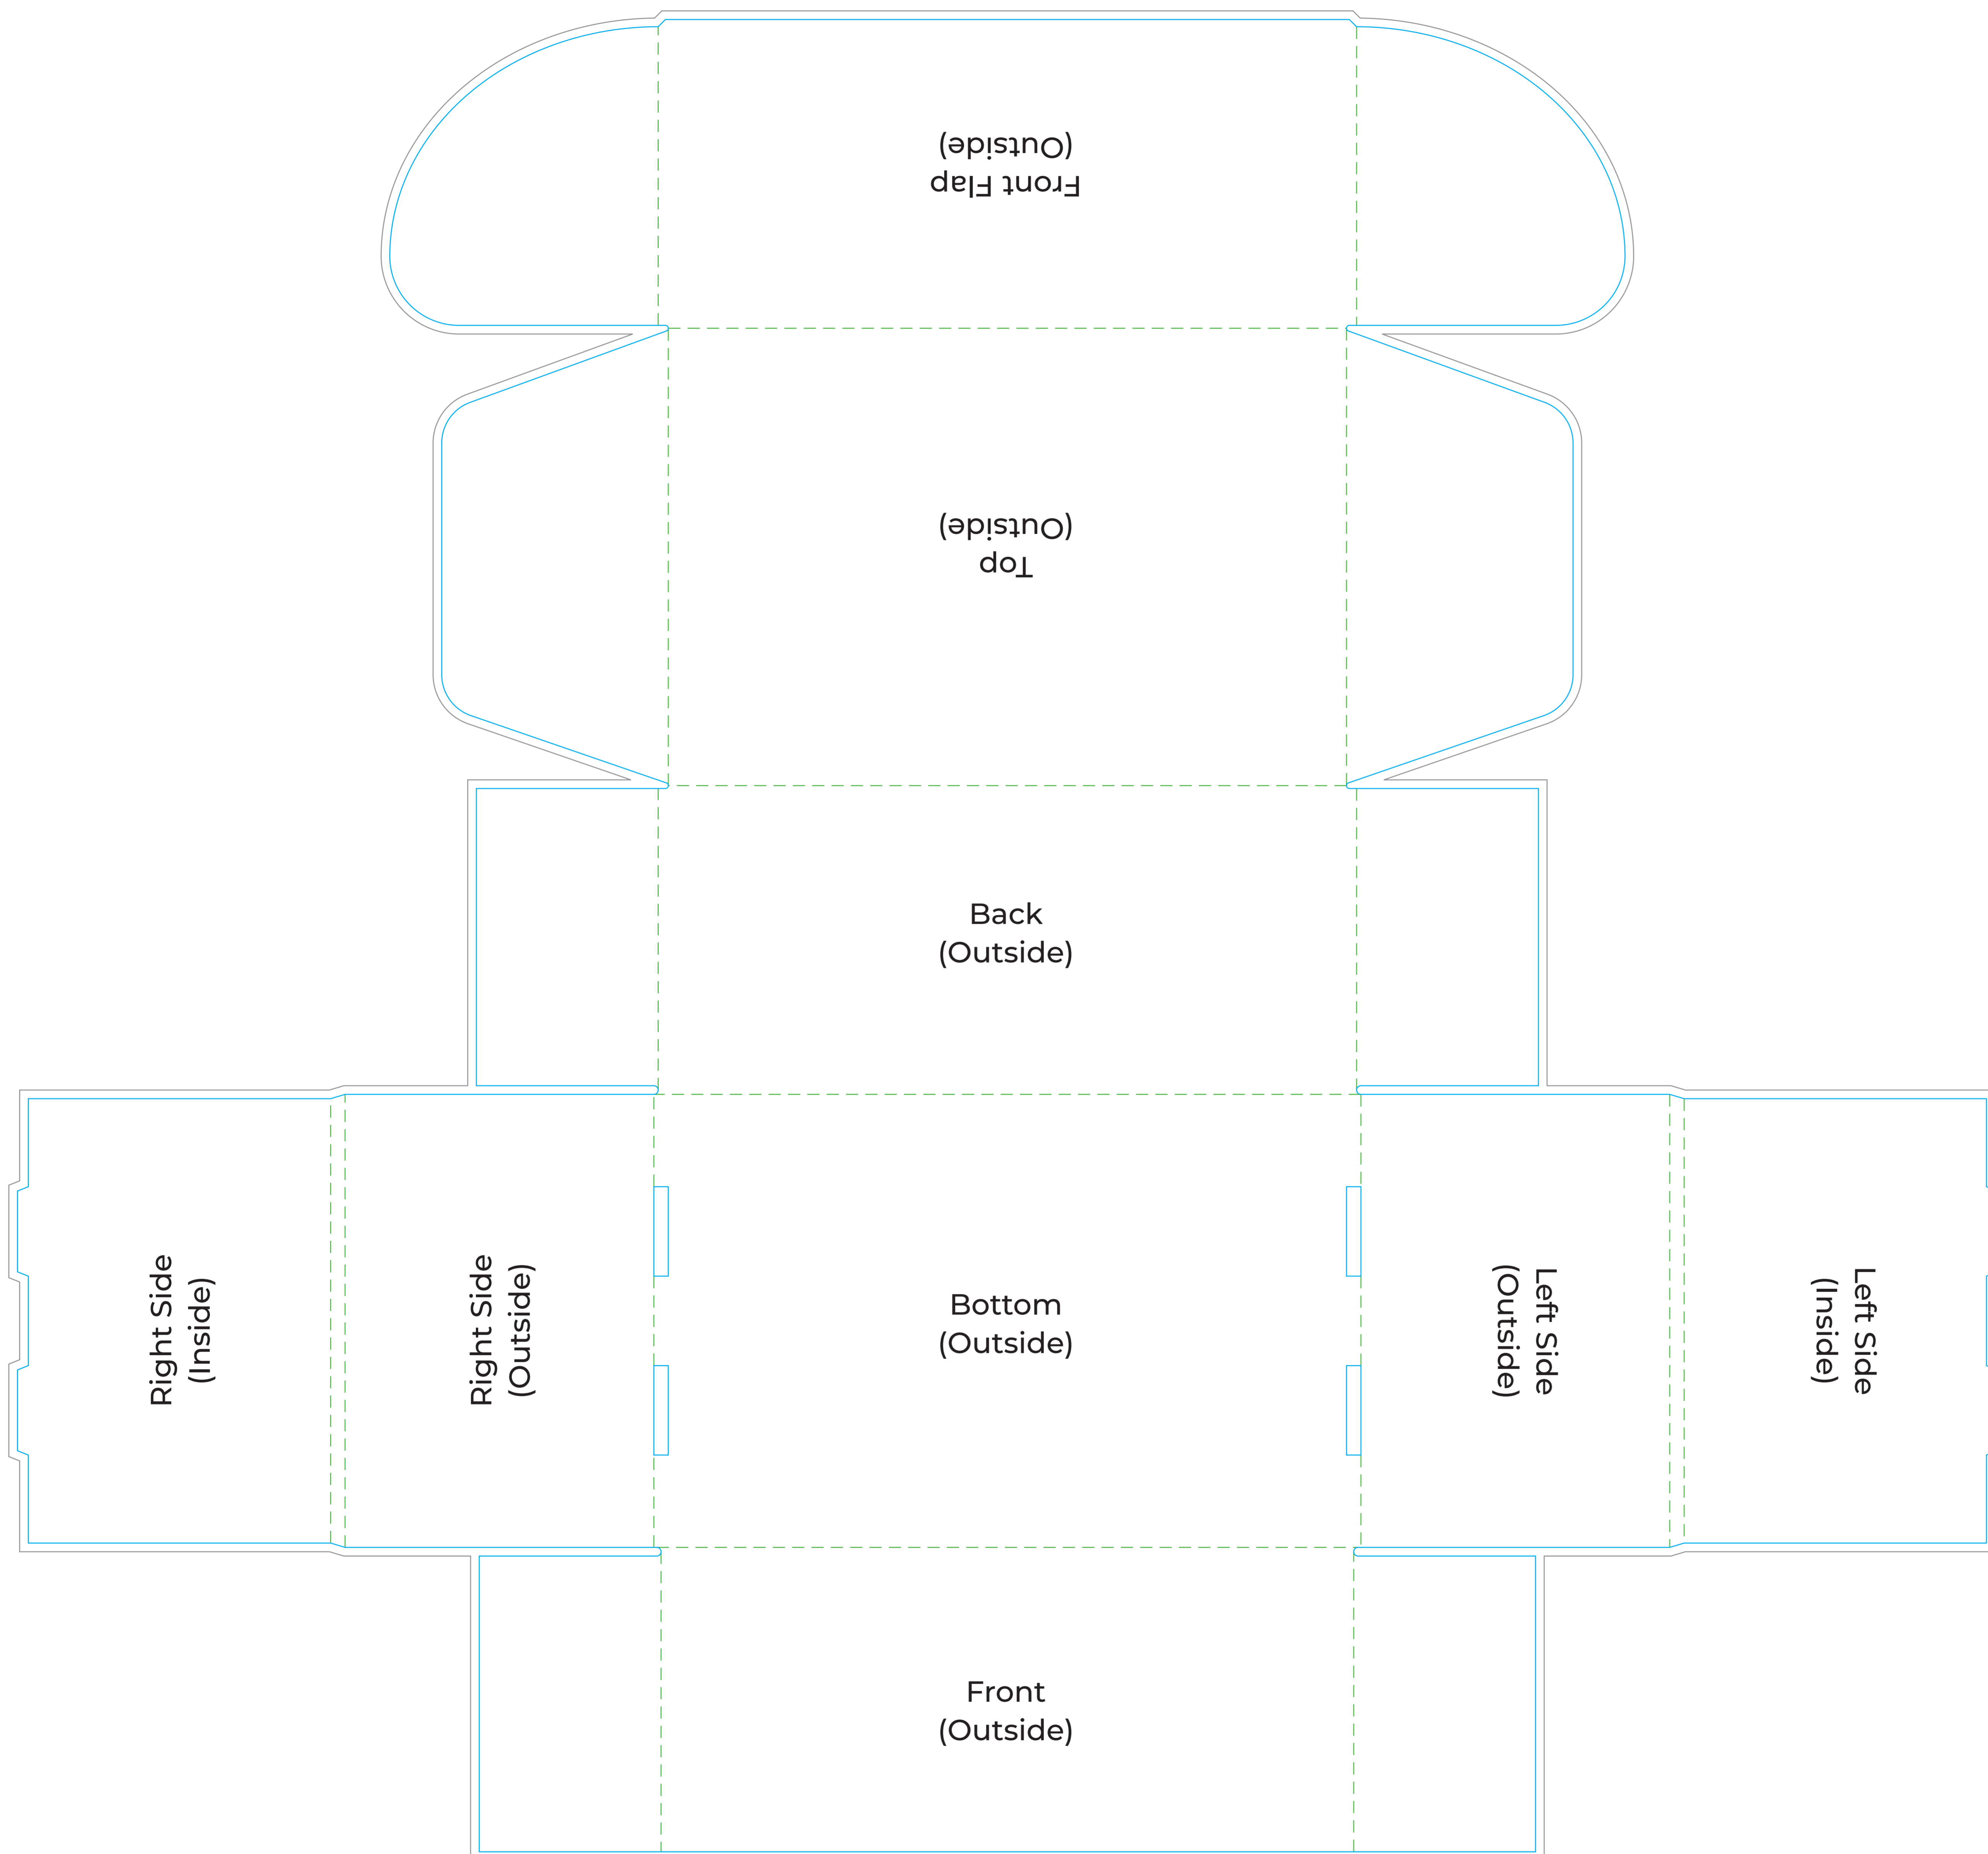 Front Flap
(Outside)
Top
(Outside)
Back
(Outside)
Right Side
(Inside)
Right Side
(Outside)
Bottom
(Outside)
Left Side
(Outside)
Left Side
(Inside)
Front
(Outside)